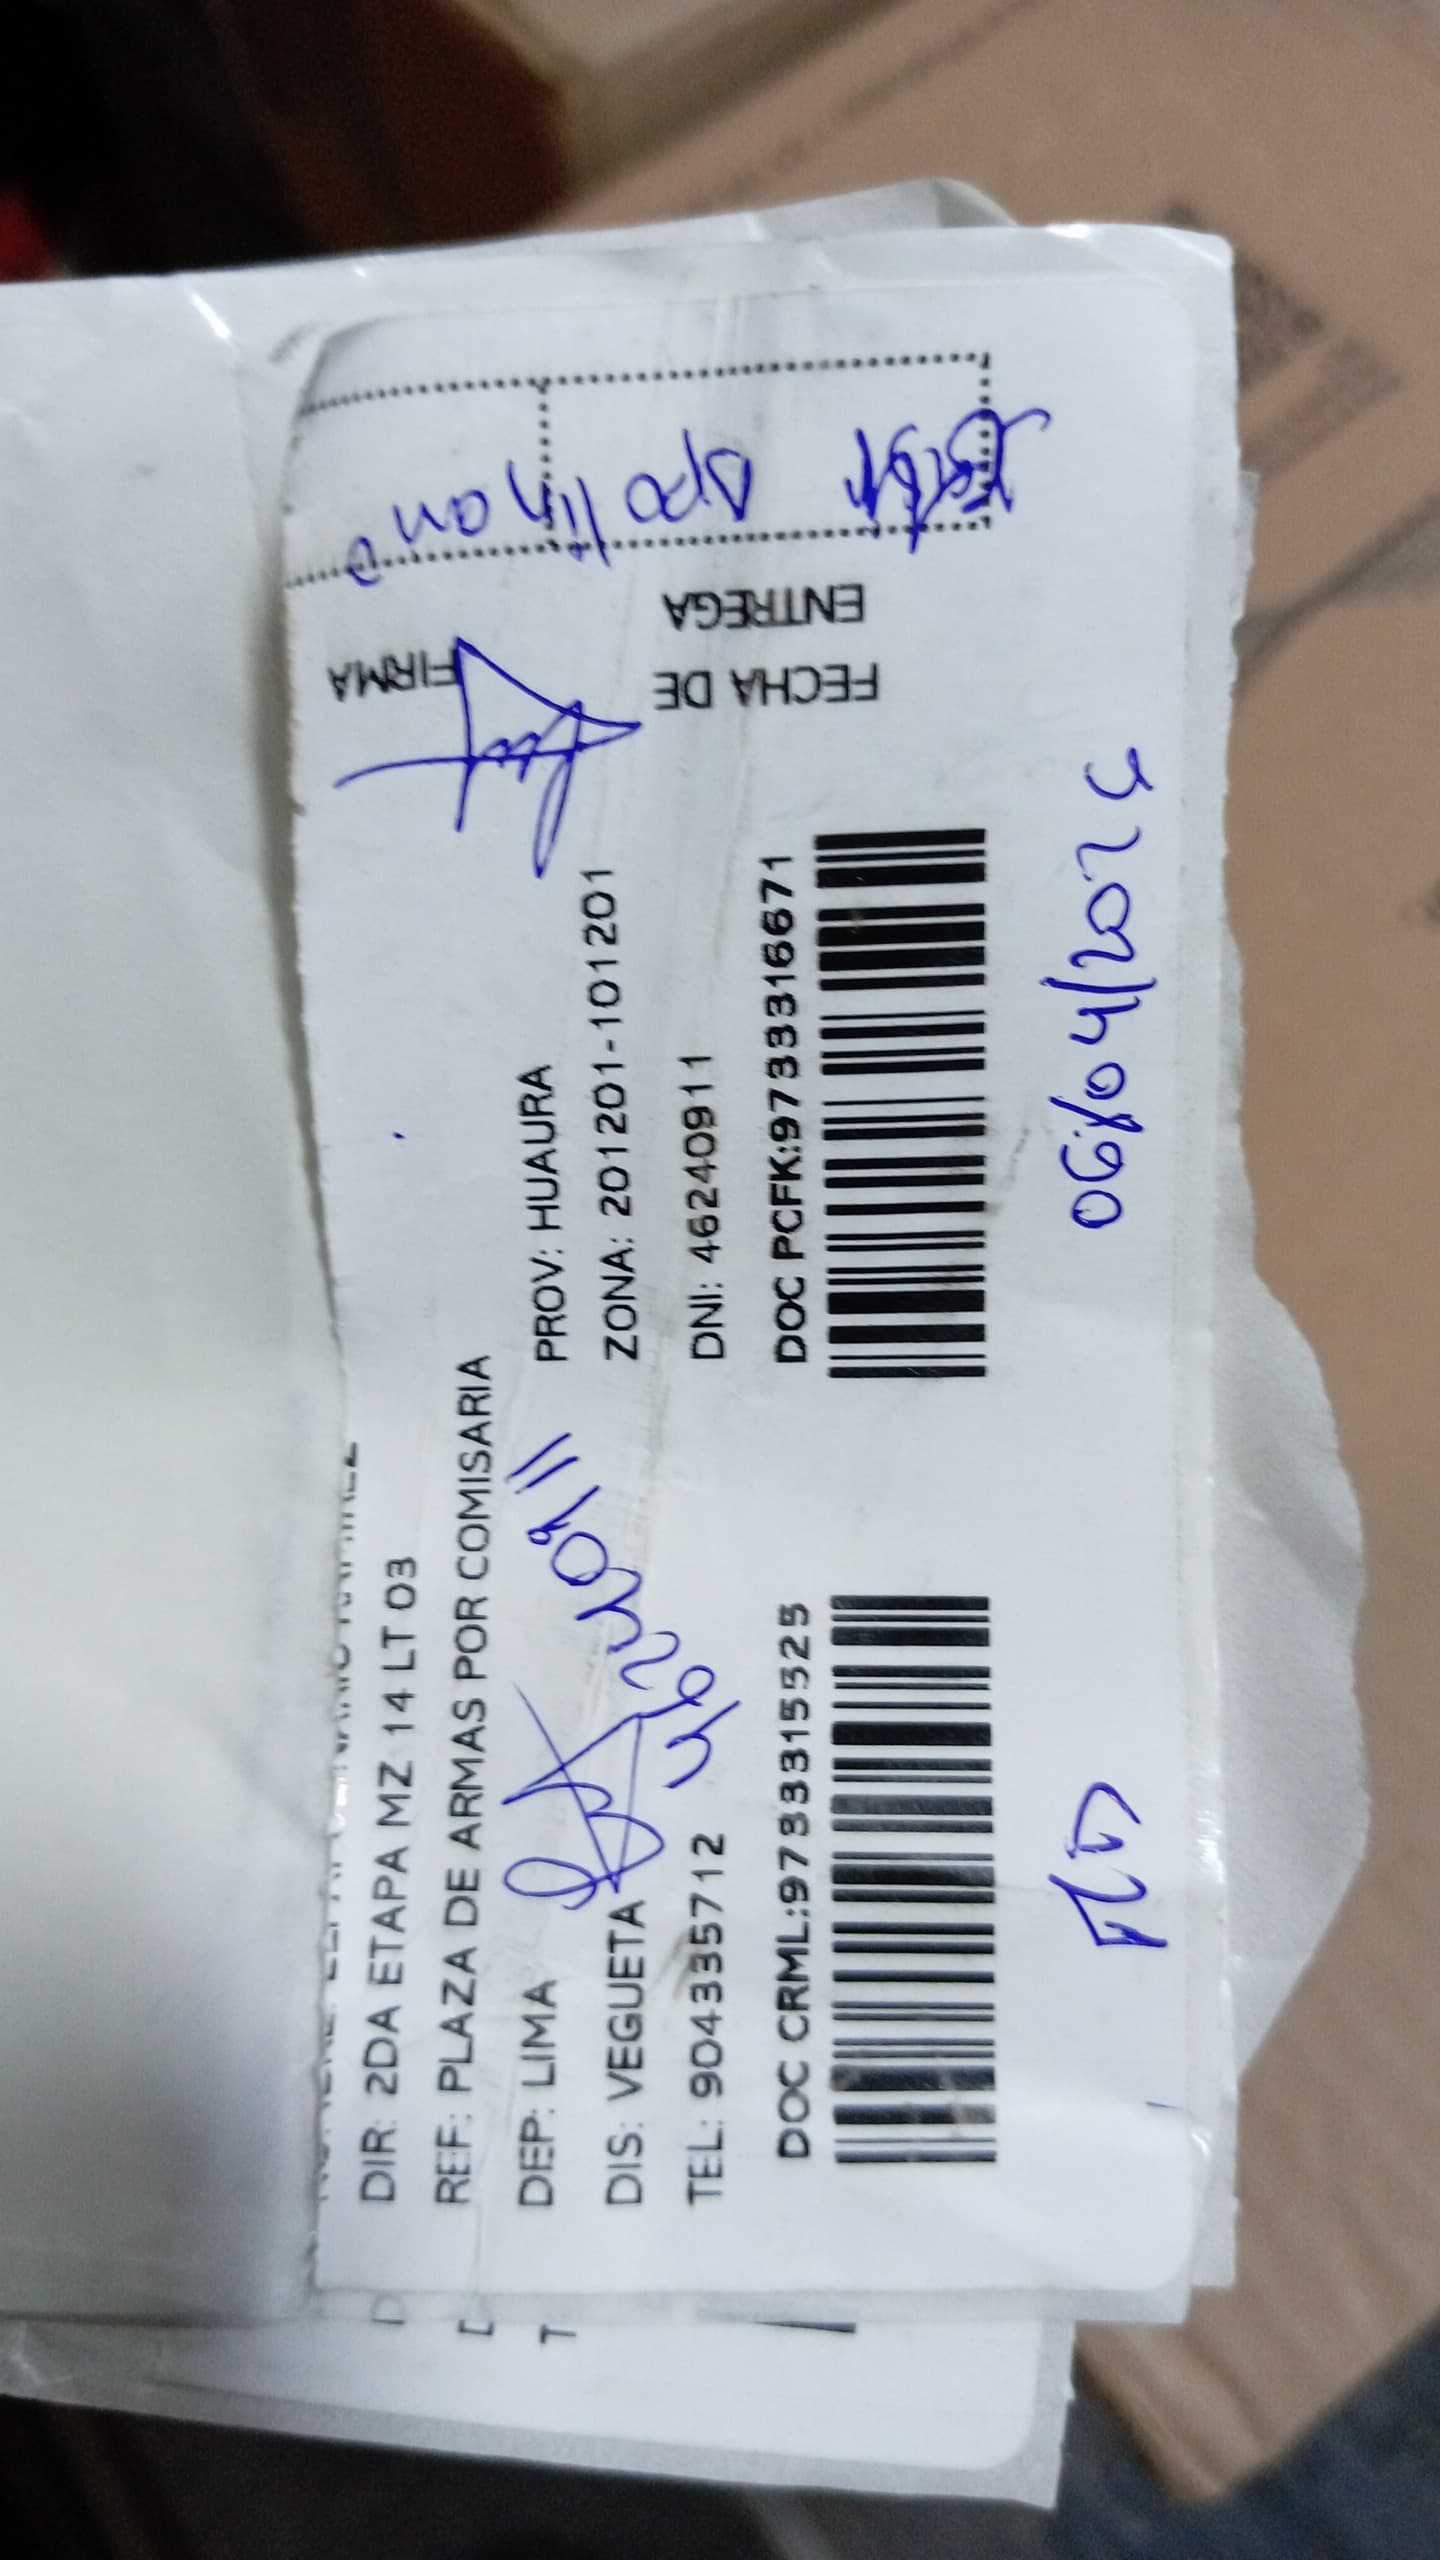 DIR: 2DA ETAPA MZ 14 LT 03
REF: PLAZA DE ARMAS POR COMISARIA
DEP: LIMA PROV: HUAURA
DIS: VEGUETA ZONA: 201201-101201
46240911
TEL: 904335712 DNI: 46240911
DOC CRML:9733315525 DOC PCFK:9733316671
06/04/2025
FIRMA
FECHA DE
ENTREGA